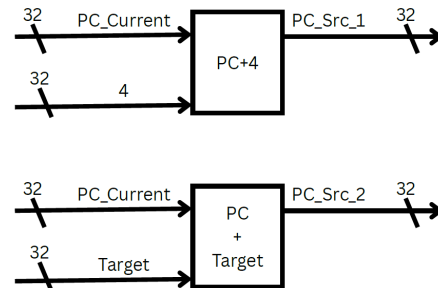 32 PC_Current PC_Src_1 32
PC+4
32 4
32 PC_Current PC_Src_2 32
PC
+
Target
32 Target